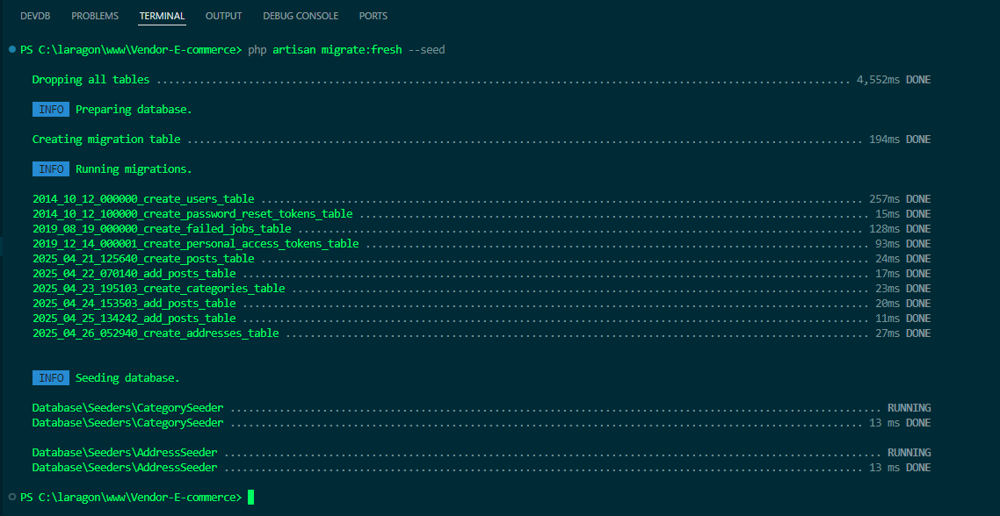 DEVDB PROBLEMS TERMINAL OUTPUT DEBUG CONSOLE PORTS
PS C:\laragon\www\Vendor-E-commerce> php artisan migrate:fresh --seed
Dropping all tables ........................................................................................................ 4,552ms DONE
INFO Preparing database.
Creating migration table ..................................................................................................... 194ms DONE
INFO Running migrations.
2014_10_12_000000_create_users_table ......................................................................................... 257ms DONE
2014_10_12_100000_create_password_reset_tokens_table .......................................................................... 15ms DONE
2019_08_19_000000_create_failed_jobs_table ................................................................................... 128ms DONE
2019_12_14_000001_create_personal_access_tokens_table ......................................................................... 93ms DONE
2025_04_21_125640_create_posts_table .......................................................................................... 24ms DONE
2025_04_22_070140_add_posts_table ............................................................................................. 17ms DONE
2025_04_23_195103_create_categories_table ..................................................................................... 23ms DONE
2025_04_24_153503_add_posts_table ............................................................................................. 20ms DONE
2025_04_25_134242_add_posts_table ............................................................................................. 11ms DONE
2025_04_26_052940_create_addresses_table ...................................................................................... 27ms DONE
INFO Seeding database.
Database\Seeders\CategorySeeder ................................................................................................. RUNNING
Database\Seeders\CategorySeeder .............................................................................................. 13 ms DONE
Database\Seeders\AddressSeeder .................................................................................................. RUNNING
Database\Seeders\AddressSeeder ............................................................................................... 13 ms DONE
PS C:\laragon\www\Vendor-E-commerce>